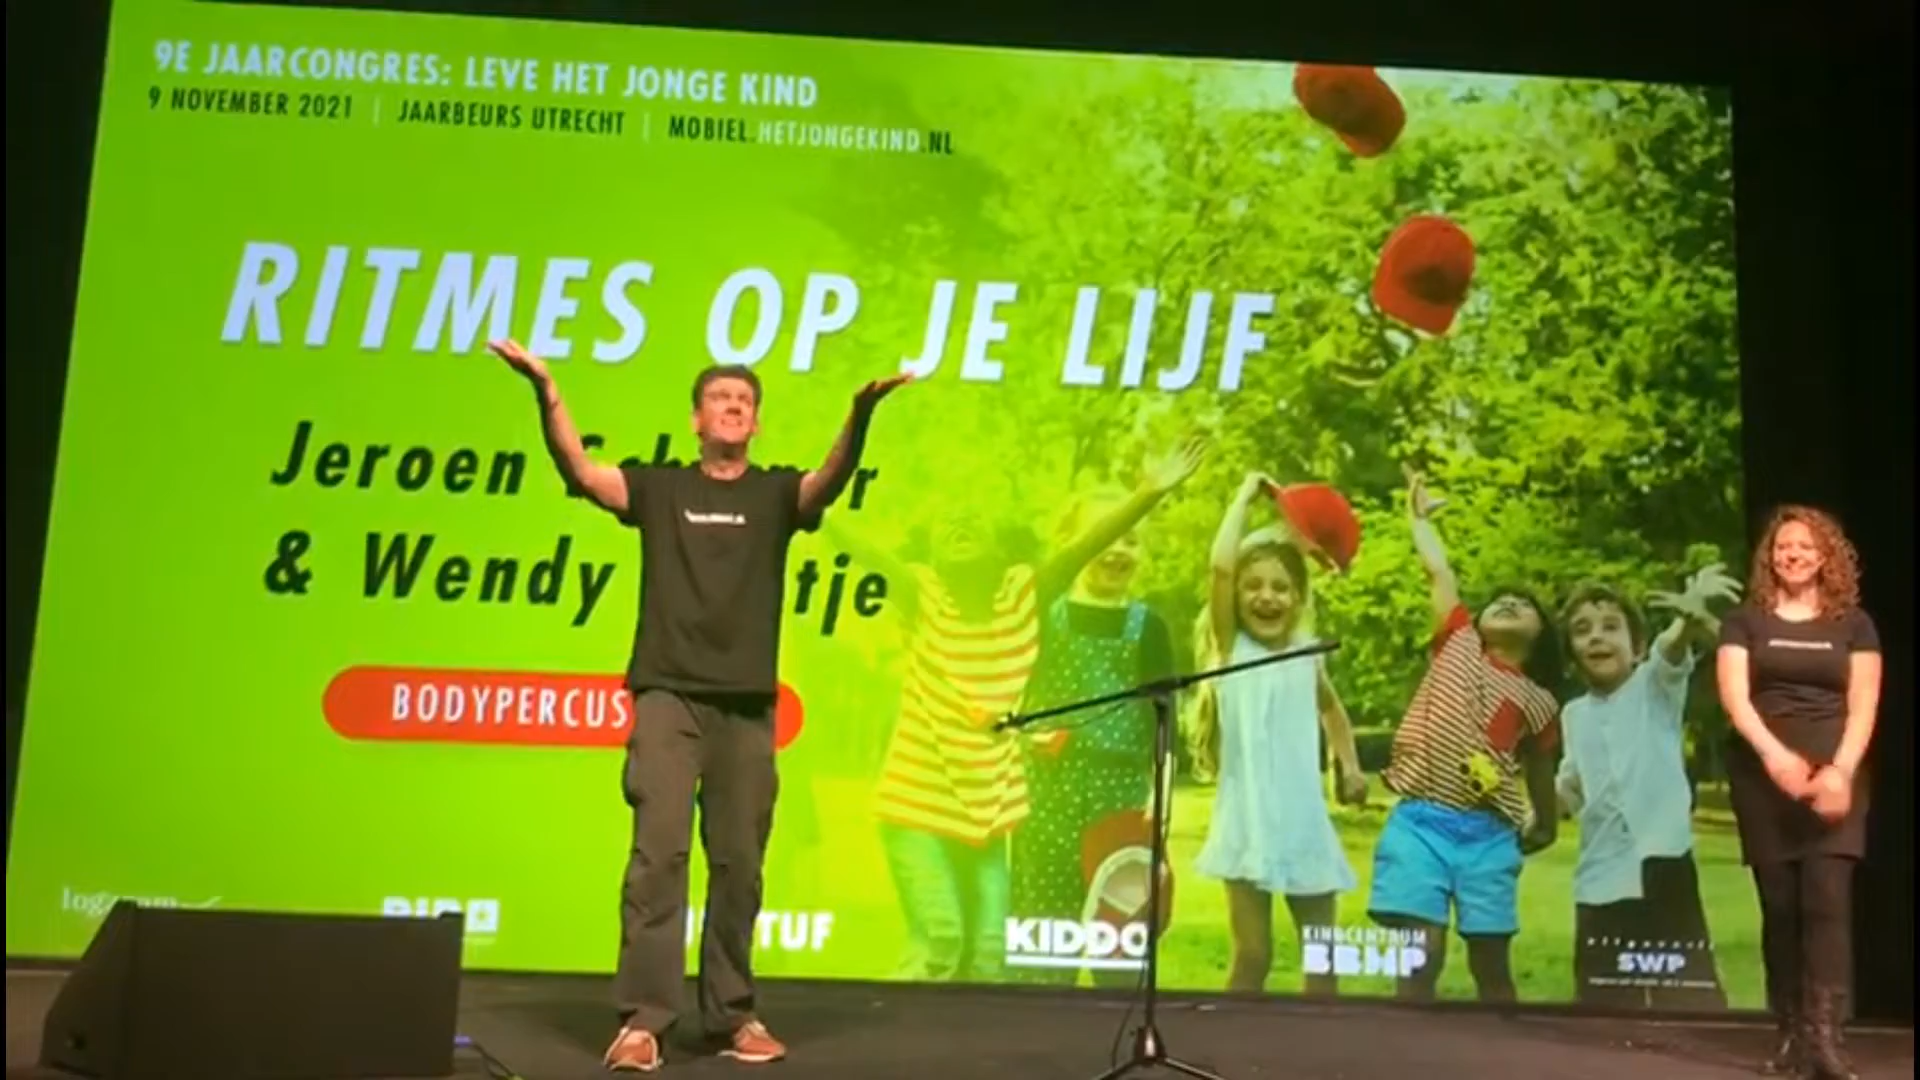 9E JAARCONGRES: LEVE HET JONGE KIND
9 NOVEMBER 2021 | JAARBEURS UTRECHT | MOBIEL.HETJONGEKIND.NL
RITMES OP JE LIJF
Jeroen
& Wendy
BODYPERCUS
KIDDO
KINDCENTRUM
SWP